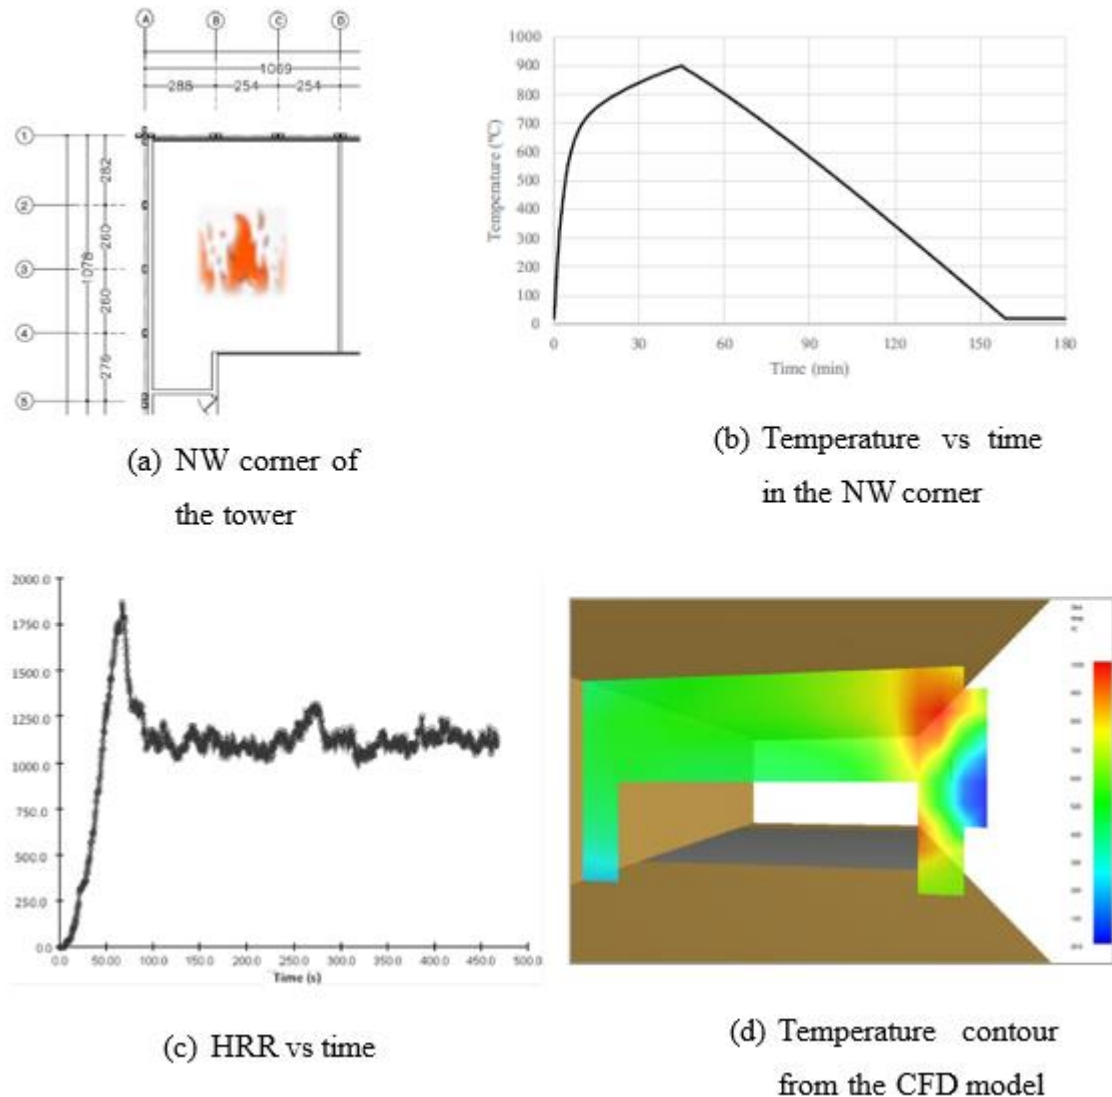 A B C D
1069
288 254 254
1
282
2
260
3
1078
260
4
276
5
(a) NW corner of
the tower
1000
900
800
700
600
500
400
300
200
100
0
Temperature (°C)
0 30 60 90 120 150 180
Time (min)
(b) Temperature vs time
in the NW corner
2000.0
1750.0
1500.0
1250.0
1000.0
750.0
500.0
250.0
0.0
0.0 50.00 100.0 150.0 200.0 250.0 300.0 350.0 400.0 450.0 500.0
Time (s)
(c) HRR vs time
(d) Temperature contour
from the CFD model